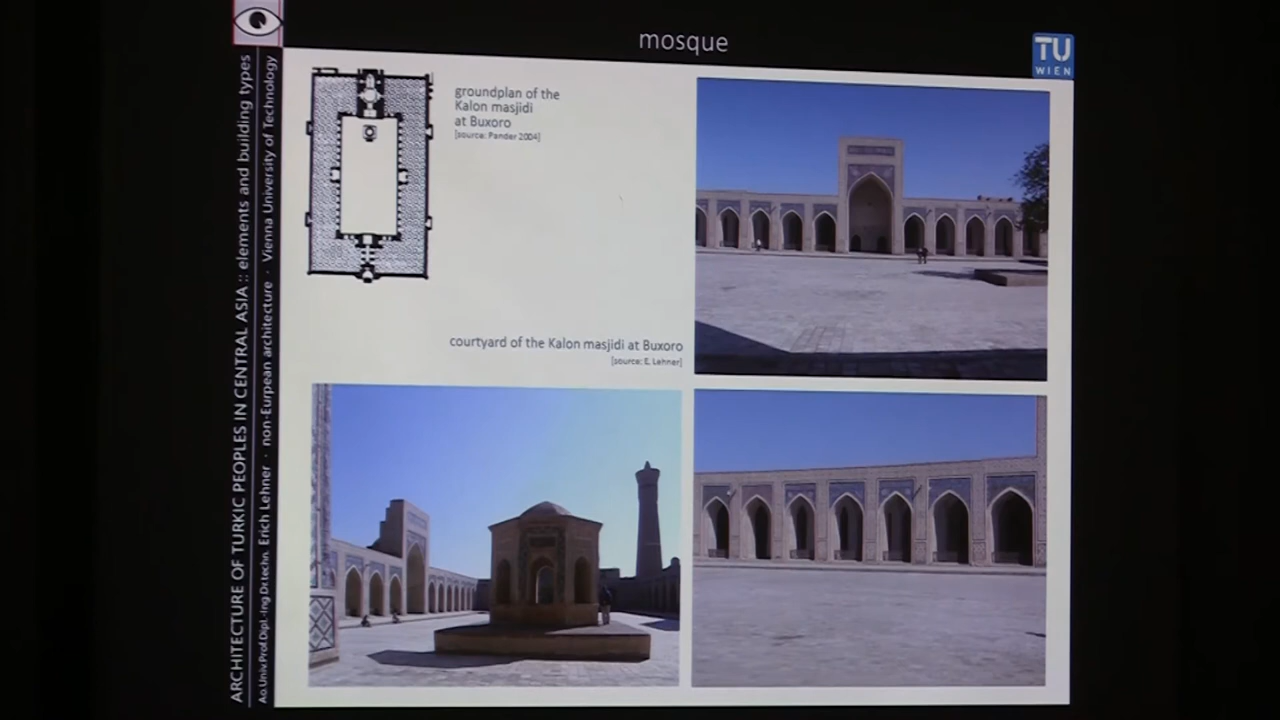 mosque
TU
WIEN
groundplan of the
Kalon masjidi
at Buxoro
[source: Pander 2004]
courtyard of the Kalon masjidi at Buxoro
[source: E. Lehner]
ARCHITECTURE OF TURKIC PEOPLES IN CENTRAL ASIA :: elements and building types
Ao.Univ.Prof.Dipl.-Ing Dr.techn. Erich Lehner · non-Eurpean architecture · Vienna University of Technology